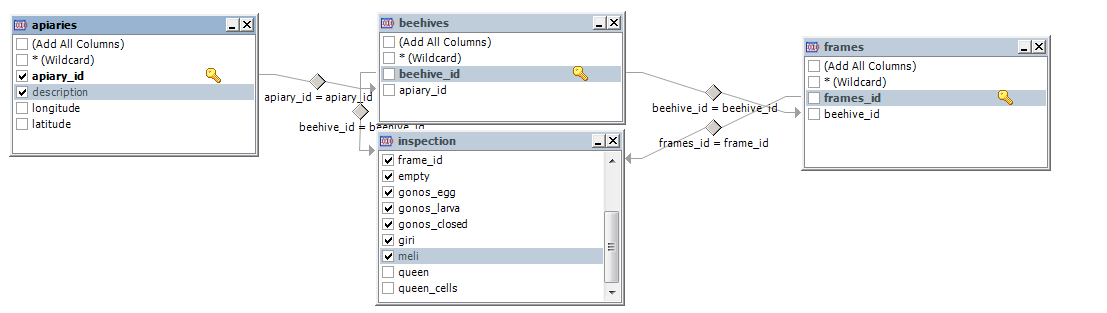 apiaries
(Add All Columns)
* (Wildcard)
apiary_id
description
longitude
latitude
apiary_id = apiary_id
beehive_id = beehive_id
beehives
(Add All Columns)
* (Wildcard)
beehive_id
apiary_id
inspection
frame_id
empty
gonos_egg
gonos_larva
gonos_closed
giri
meli
queen
queen_cells
beehive_id = beehive_id
frames_id = frame_id
frames
(Add All Columns)
* (Wildcard)
frames_id
beehive_id